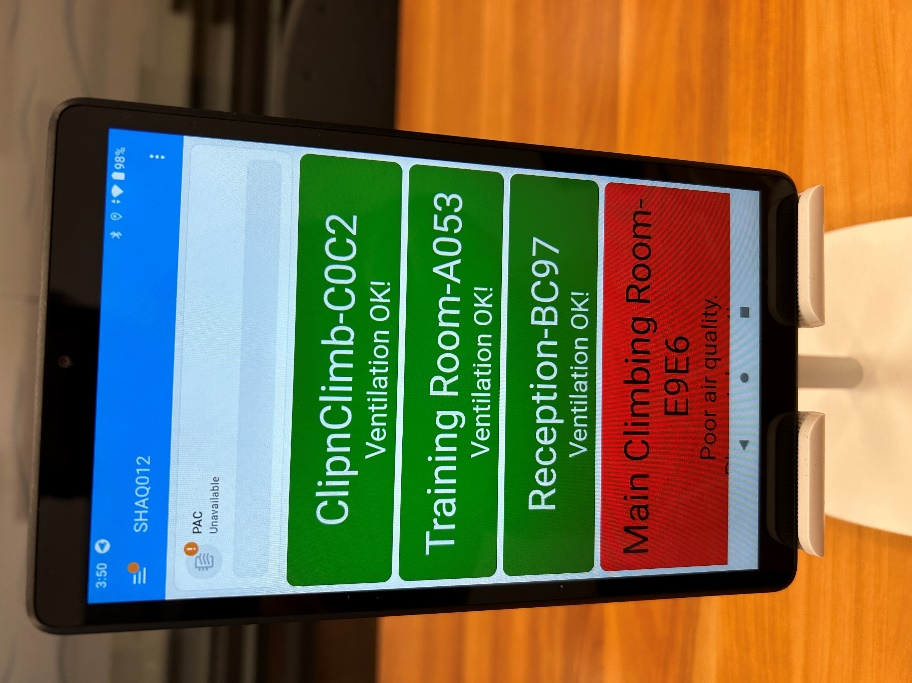 3:50
98%
SHAQ012
PAC
Unavailable
ClipnClimb-C0C2
Ventilation OK!
Training Room-A053
Ventilation OK!
Reception-BC97
Ventilation OK!
Main Climbing Room-
E9E6
Poor air quality